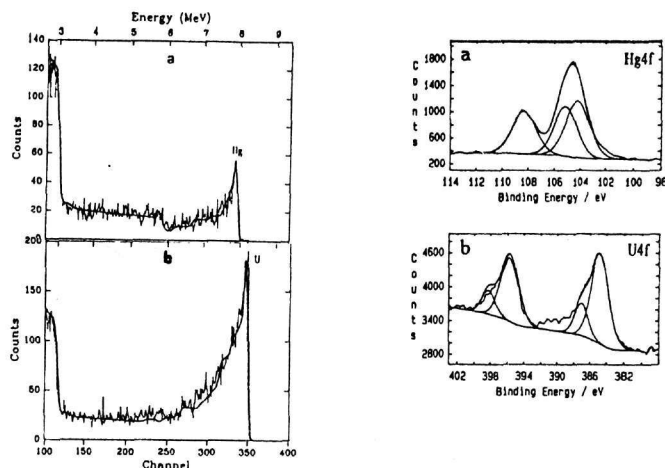 Energy (MeV)
3 4 5 6 7 8 9
a
140
120
100
80
60
40
20
200
Counts
Hg
b
U
150
100
50
0
Counts
100 150 200 250 300 350 400
Channel
a
Hg4f
1800
1400
1000
600
200
Counts
114 112 110 108 106 104 102 100 98
Binding Energy / eV
b
U4f
4600
4000
3400
2800
Counts
402 398 394 390 386 382
Binding Energy / eV